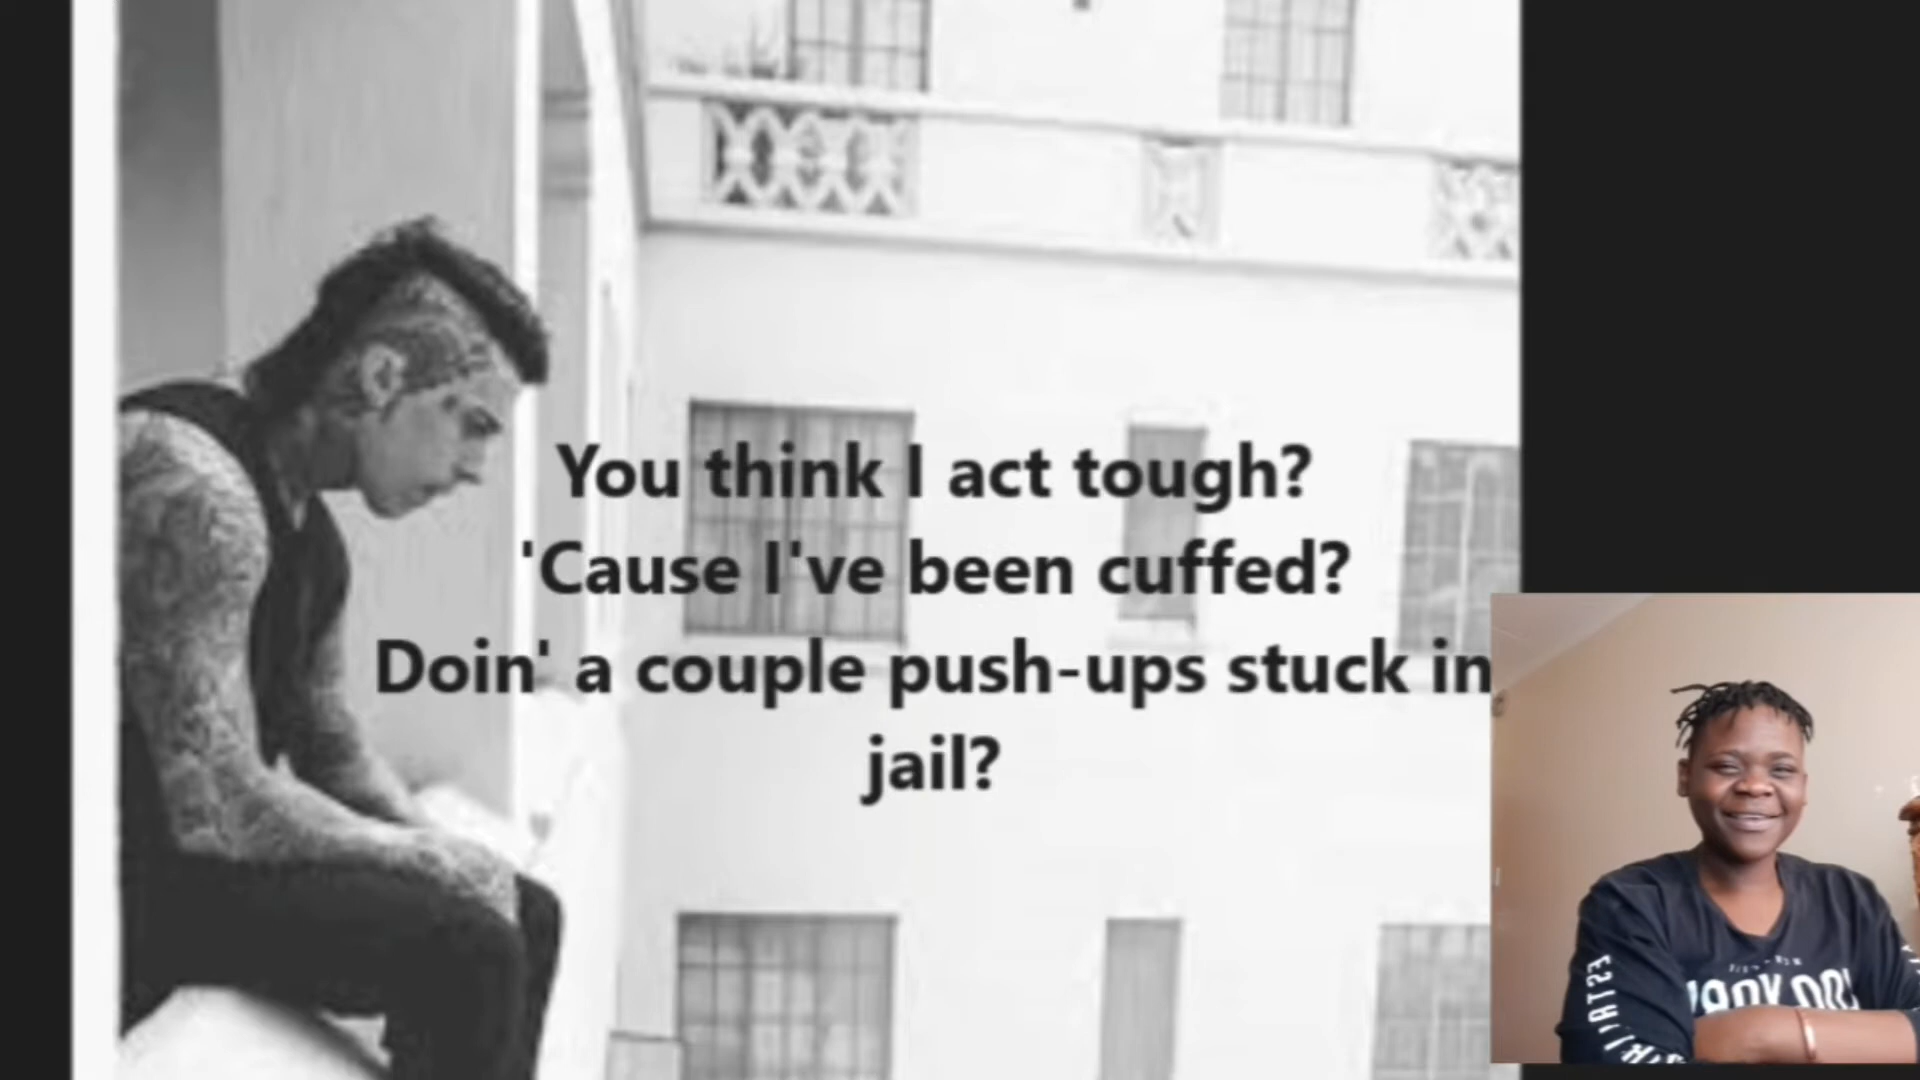 You think I act tough?
'Cause I've been cuffed?
Doin' a couple push-ups stuck in
jail?